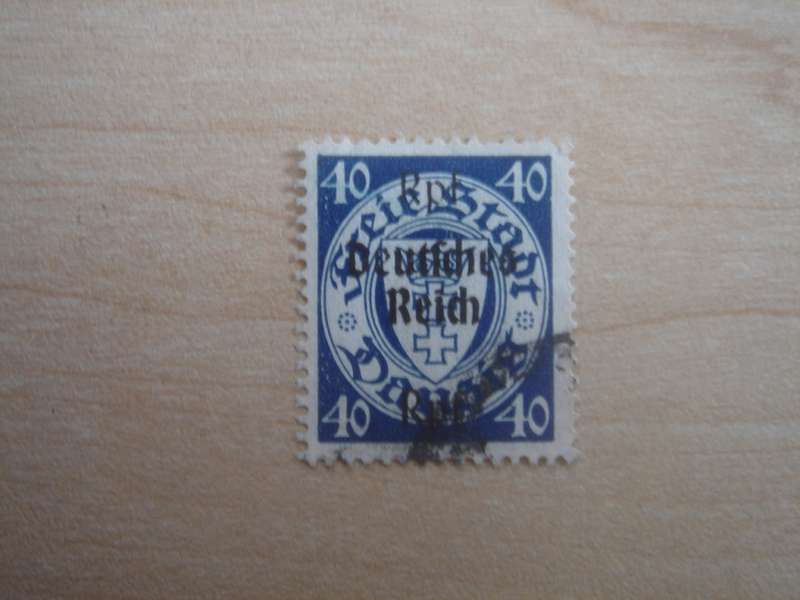 40 Rpf 40
Freie Stadt
Deutsches
Reich
Danzig
40 Rpf 40